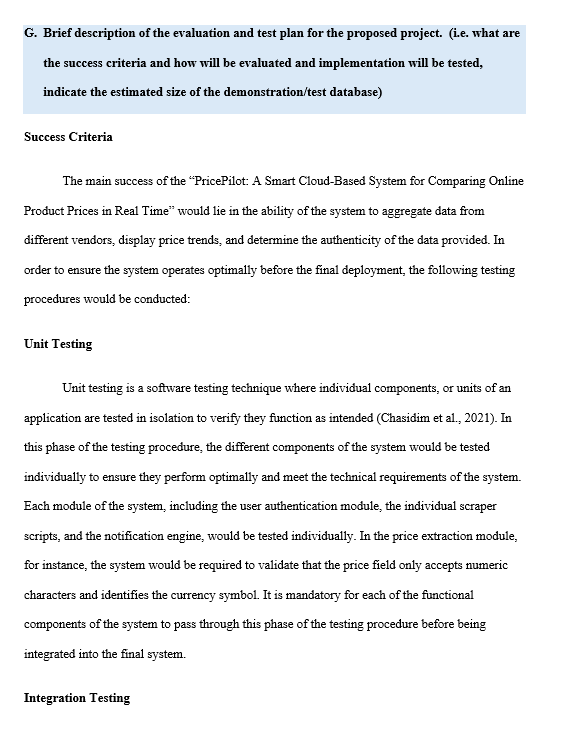 G. Brief description of the evaluation and test plan for the proposed project. (i.e. what are
the success criteria and how will be evaluated and implementation will be tested,
indicate the estimated size of the demonstration/test database)
Success Criteria
The main success of the “PricePilot: A Smart Cloud-Based System for Comparing Online
Product Prices in Real Time” would lie in the ability of the system to aggregate data from
different vendors, display price trends, and determine the authenticity of the data provided. In
order to ensure the system operates optimally before the final deployment, the following testing
procedures would be conducted:
Unit Testing
Unit testing is a software testing technique where individual components, or units of an
application are tested in isolation to verify they function as intended (Chasidim et al., 2021). In
this phase of the testing procedure, the different components of the system would be tested
individually to ensure they perform optimally and meet the technical requirements of the system.
Each module of the system, including the user authentication module, the individual scraper
scripts, and the notification engine, would be tested individually. In the price extraction module,
for instance, the system would be required to validate that the price field only accepts numeric
characters and identifies the currency symbol. It is mandatory for each of the functional
components of the system to pass through this phase of the testing procedure before being
integrated into the final system.
Integration Testing